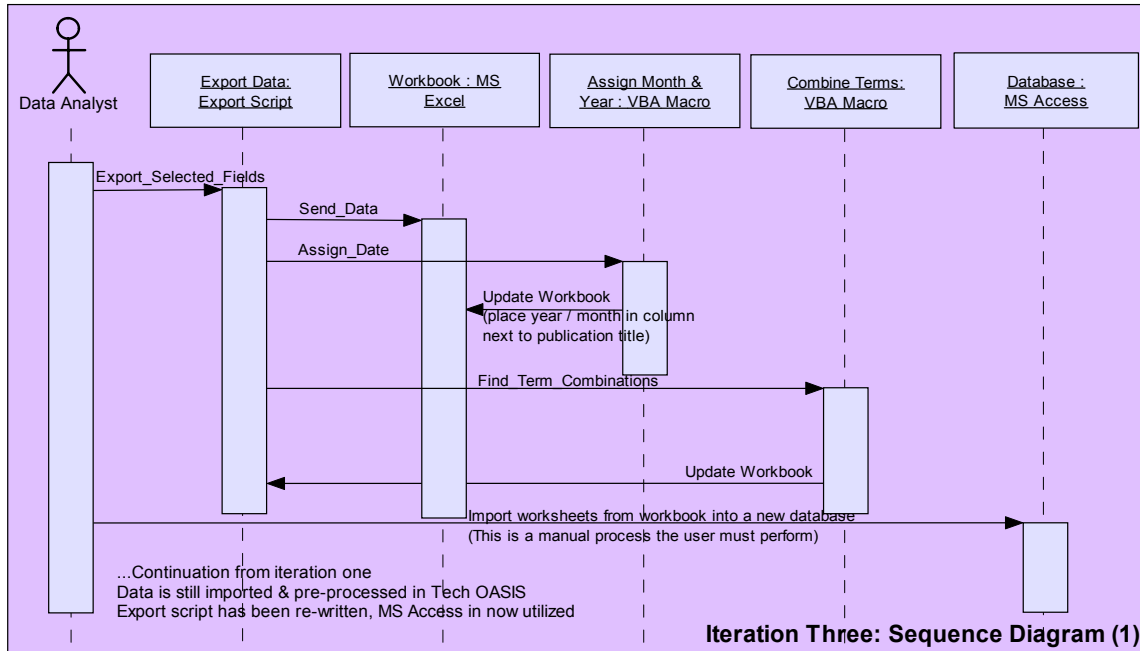 Data Analyst
Export Data:
Export Script
Workbook : MS
Excel
Assign Month &
Year : VBA Macro
Combine Terms:
VBA Macro
Database :
MS Access
Export_Selected_Fields
Send_Data
Assign_Date
Update Workbook
(place year / month in column
next to publication title)
Find_Term_Combinations
Update Workbook
Import worksheets from workbook into a new database
(This is a manual process the user must perform)
...Continuation from iteration one
Data is still imported & pre-processed in Tech OASIS
Export script has been re-written, MS Access in now utilized
Iteration Three: Sequence Diagram (1)